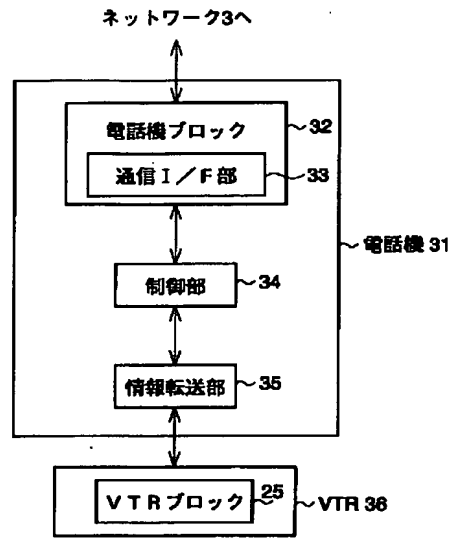 ネットワーク3へ
電話機ブロック
32
通信I/F部
33
電話機 31
制御部
34
情報転送部
35
VTRブロック
25
VTR 36